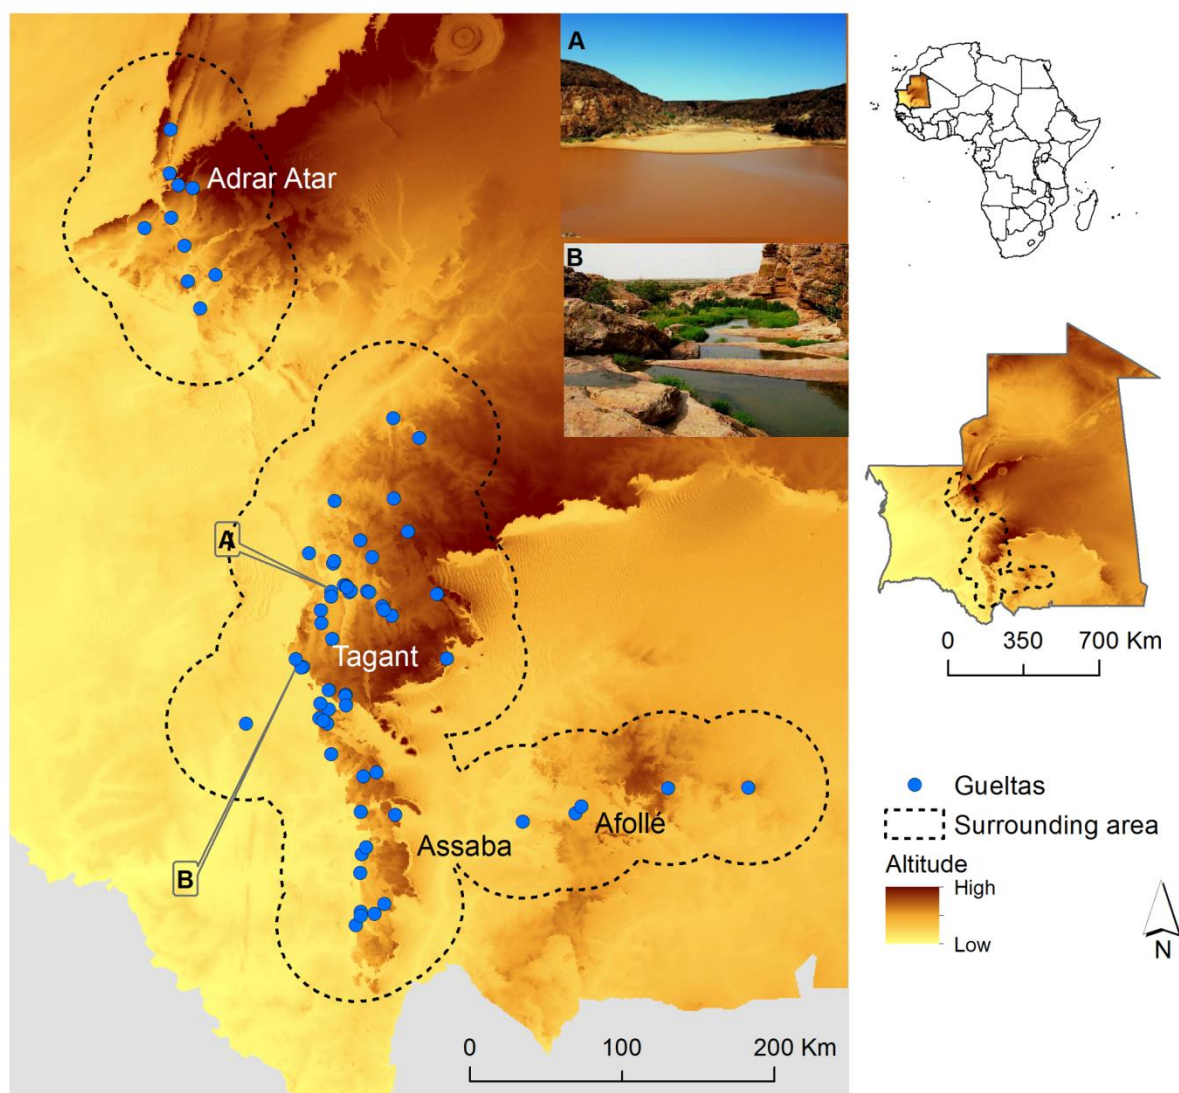 A
Adrar Atar
B
A
Tagant
0 350 700 Km
B
Assaba
Afollé
Gueltas
Surrounding area
Altitude
High
Low
N
0 100 200 Km